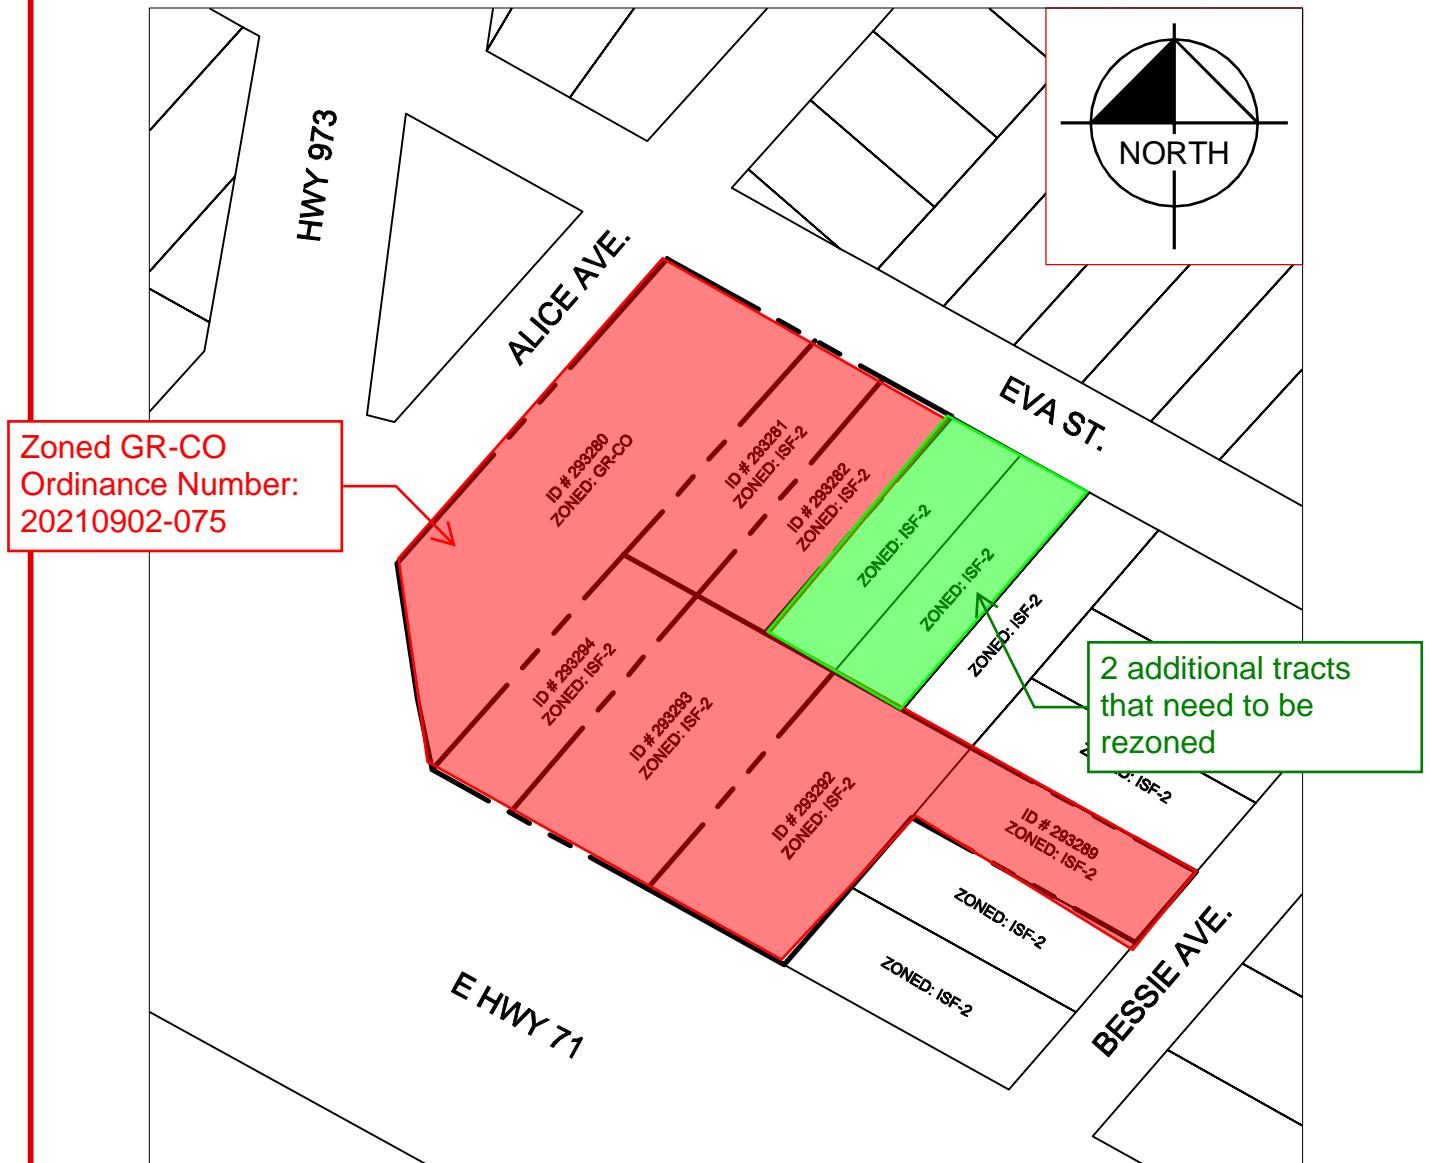 NORTH
HWY 973
ALICE AVE.
EVA ST.
Zoned GR-CO
Ordinance Number:
20210902-075
ID # 293280
ZONED: GR-CO
ID # 293281
ZONED: ISF-2
ID # 293282
ZONED: ISF-2
ZONED: ISF-2
ZONED: ISF-2
ZONED: ISF-2
2 additional tracts
that need to be
rezoned
ID # 293294
ZONED: ISF-2
ID # 293293
ZONED: ISF-2
ID # 293292
ZONED: ISF-2
D: ISF-2
ID # 293289
ZONED: ISF-2
ZONED: ISF-2
ZONED: ISF-2
BESSIE AVE.
E HWY 71